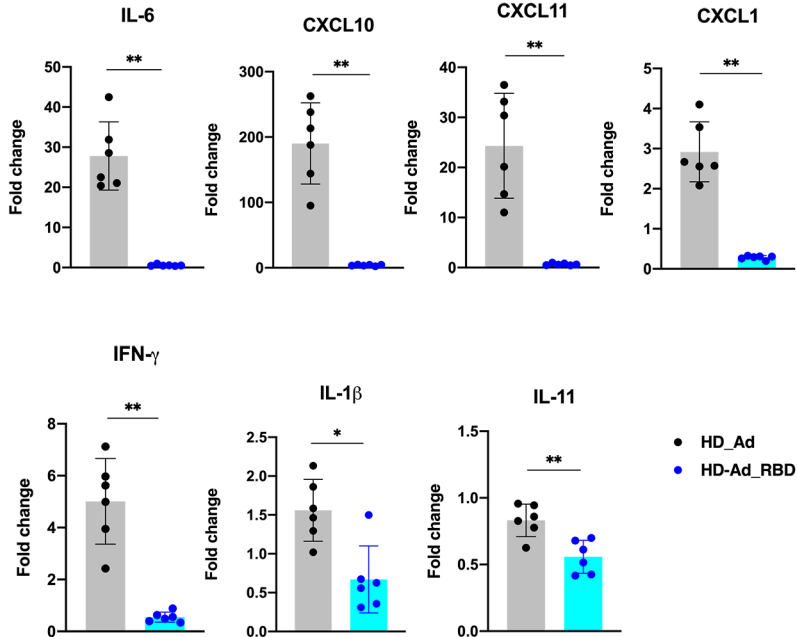 IL-6
CXCL10
CXCL11
CXCL1
**
**
**
**
Fold change
50
40
30
20
10
0
Fold change
300
200
100
0
Fold change
40
30
20
10
0
Fold change
5
4
3
2
1
0
IFN-γ
IL-1β
IL-11
**
*
**
Fold change
8
6
4
2
0
Fold change
2.5
2.0
1.5
1.0
0.5
0.0
Fold change
1.5
1.0
0.5
0.0
HD_Ad
HD-Ad_RBD